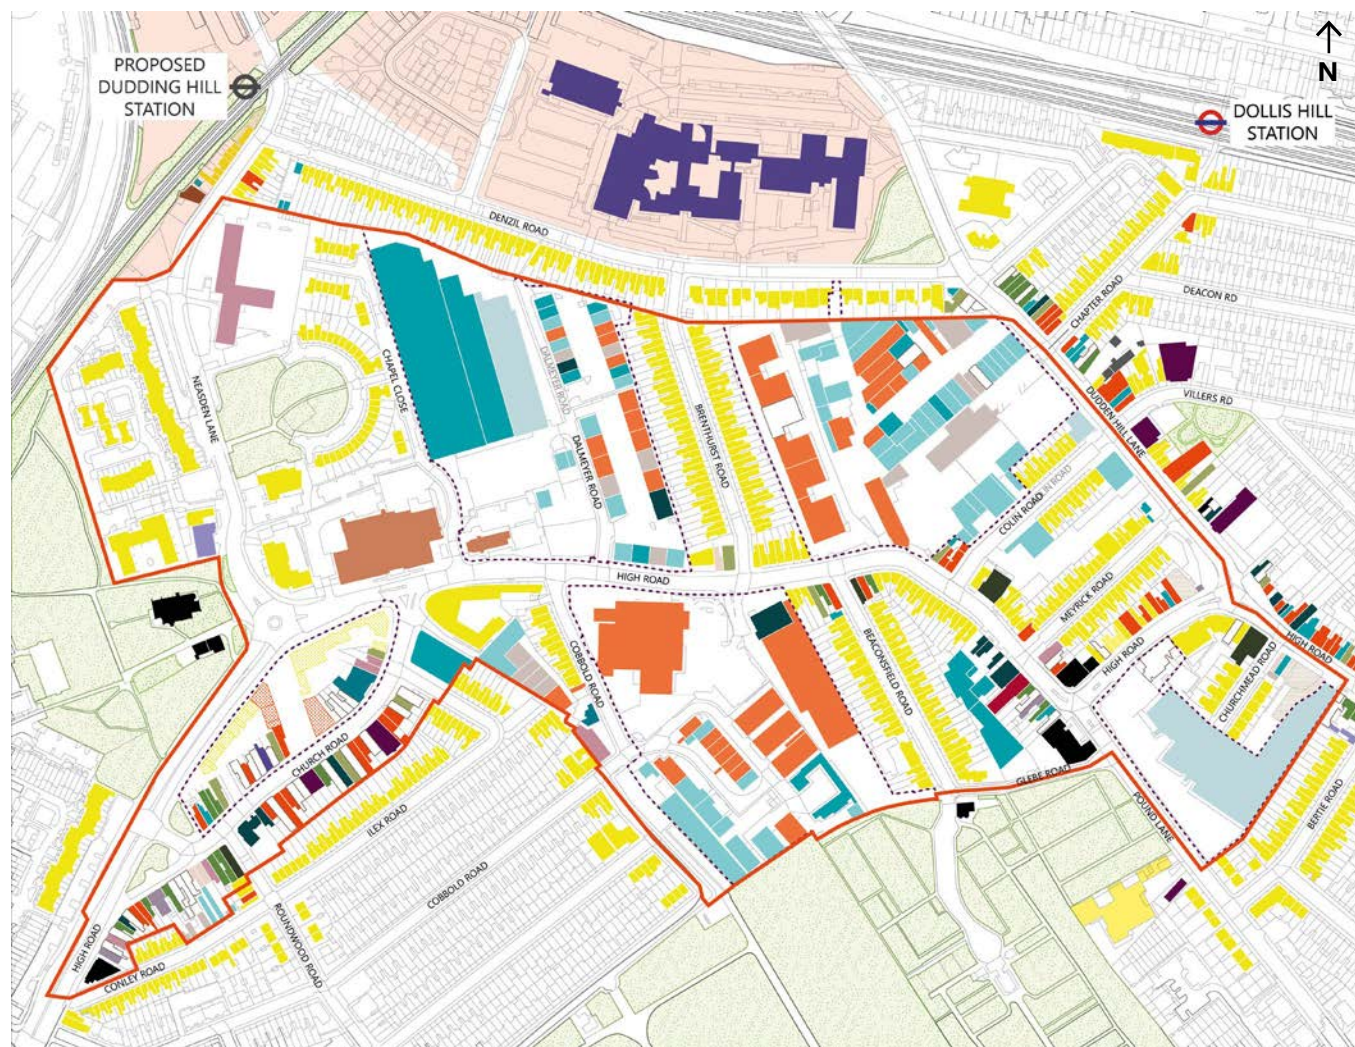 N
PROPOSED
DUDDING HILL
STATION
DOLLIS HILL
STATION
DENZIL ROAD
DEACON RD
CHAPTER ROAD
VILLERS RD
DUDDEN HILL LANE
NEASDEN LANE
CHAPEL CLOSE
DALMEYER ROAD
DALMEYER ROAD
BRENTHURST ROAD
COLIN ROAD
HIGH ROAD
MEYRICK ROAD
HIGH ROAD
HIGH ROAD
CHURCHMEAD ROAD
COBBOLD ROAD
BEACONSFIELD ROAD
CHURCH ROAD
GLEBE ROAD
POUND LANE
BERTIE ROAD
ILEX ROAD
COBBOLD ROAD
ROUNDWOOD ROAD
HIGH ROAD
CONLEY ROAD